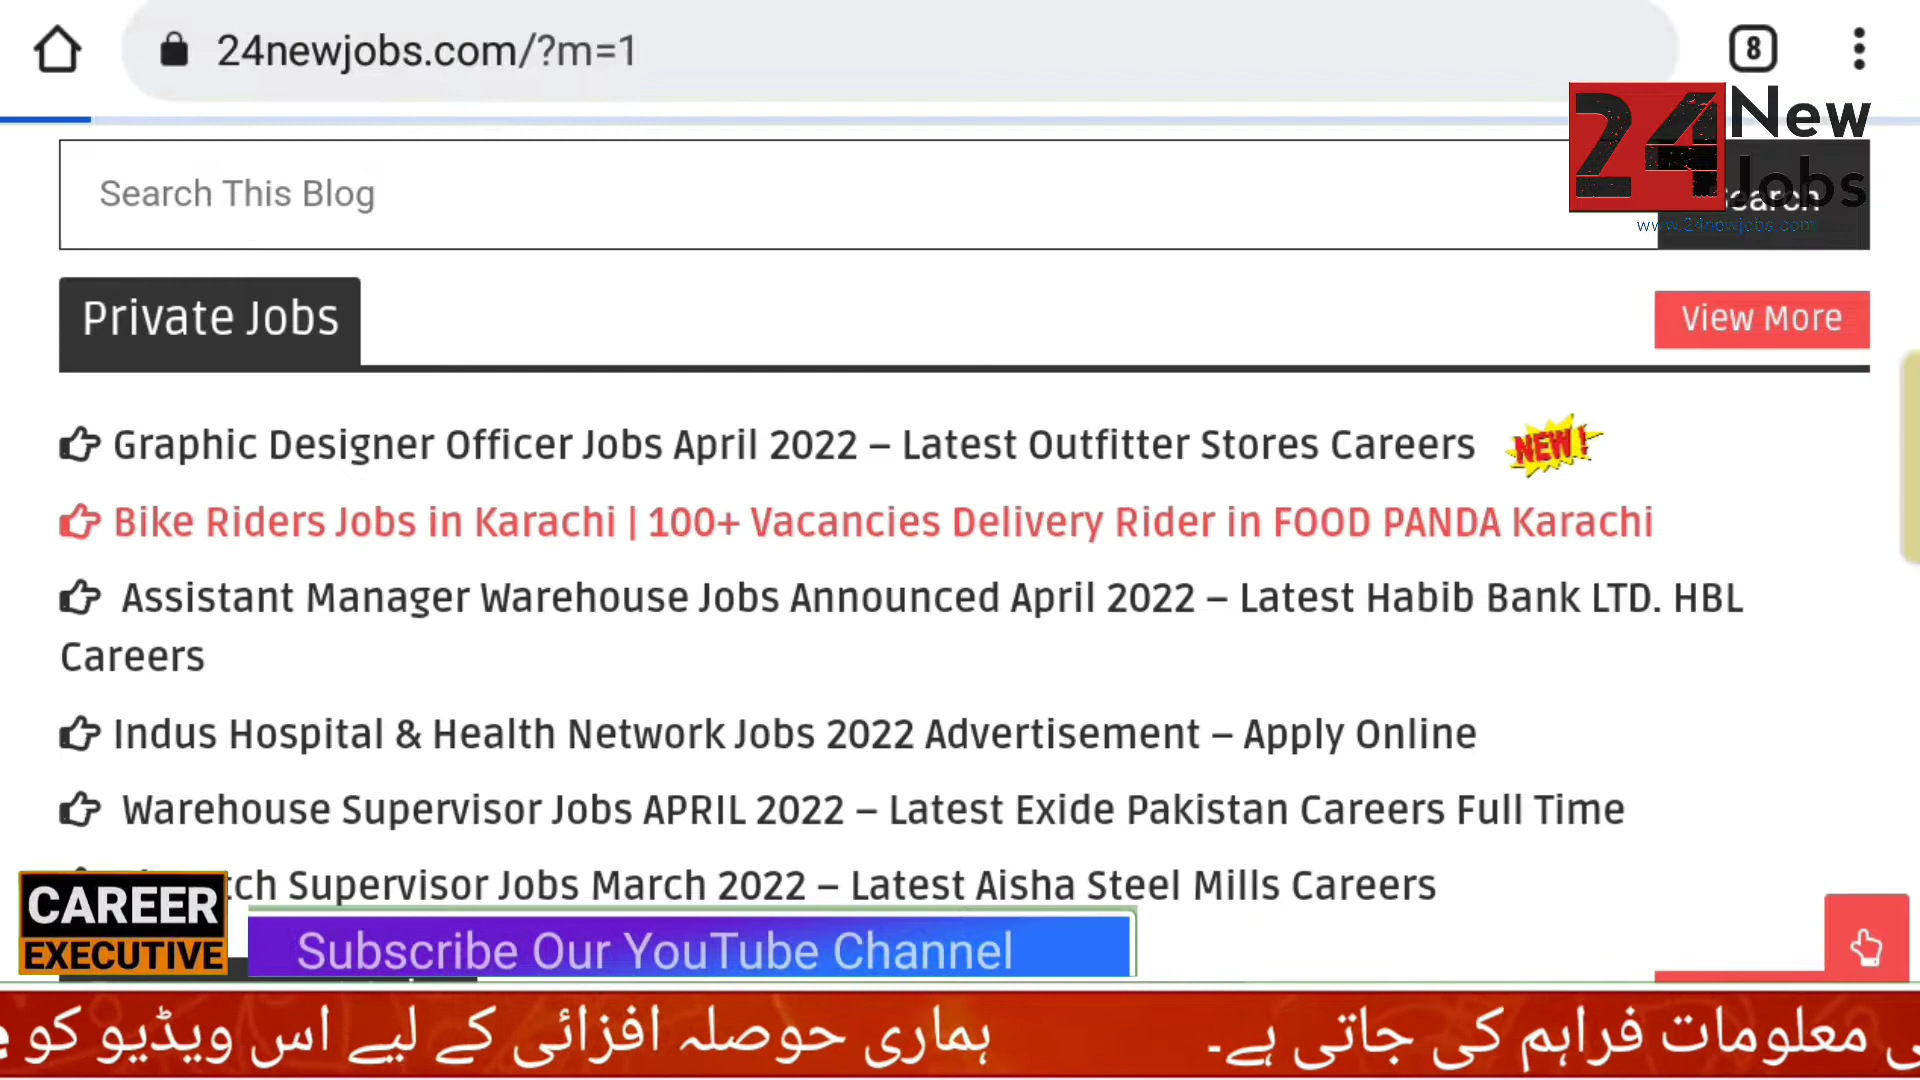 24newjobs.com/?m=1
8
24 New Jobs
Search This Blog
Search
www.24newjobs.com
Private Jobs
View More
Graphic Designer Officer Jobs April 2022 – Latest Outfitter Stores Careers NEW!
Bike Riders Jobs in Karachi | 100+ Vacancies Delivery Rider in FOOD PANDA Karachi
Assistant Manager Warehouse Jobs Announced April 2022 – Latest Habib Bank LTD. HBL
Careers
Indus Hospital & Health Network Jobs 2022 Advertisement – Apply Online
Warehouse Supervisor Jobs APRIL 2022 – Latest Exide Pakistan Careers Full Time
Supervisor Jobs March 2022 – Latest Aisha Steel Mills Careers
CAREER
EXECUTIVE
Subscribe Our YouTube Channel
معلومات فراہم کی جاتی ہے۔ ہماری حوصلہ افزائی کے لیے اس ویڈیو کو